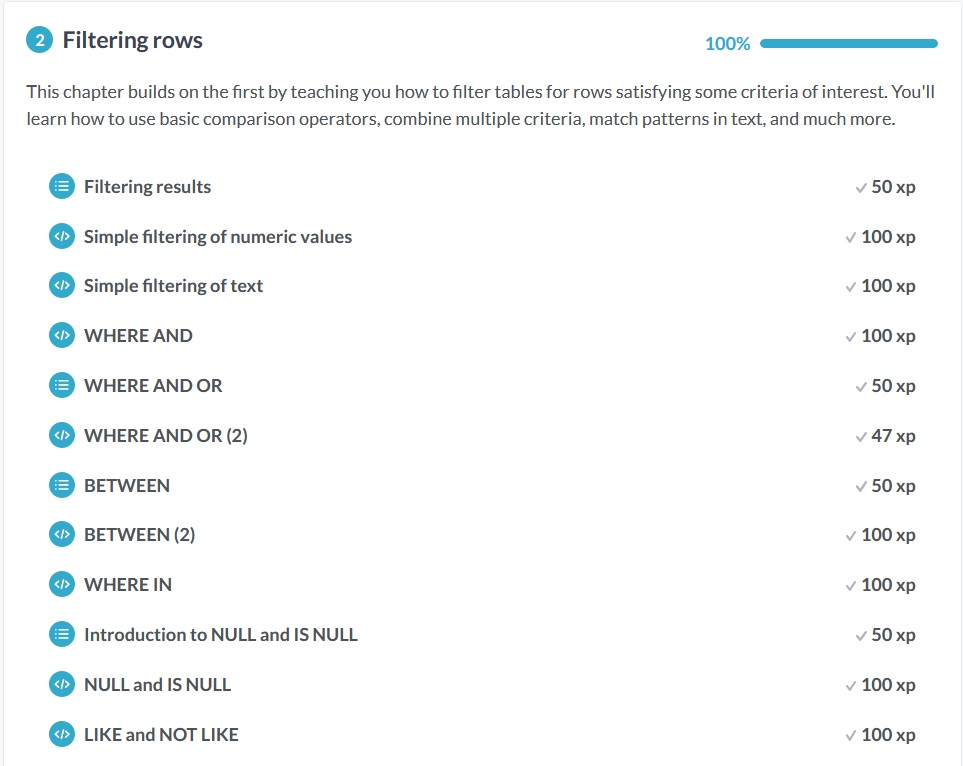 2 Filtering rows 100%
This chapter builds on the first by teaching you how to filter tables for rows satisfying some criteria of interest. You'll
learn how to use basic comparison operators, combine multiple criteria, match patterns in text, and much more.
Filtering results 50 xp
Simple filtering of numeric values 100 xp
Simple filtering of text 100 xp
WHERE AND 100 xp
WHERE AND OR 50 xp
WHERE AND OR (2) 47 xp
BETWEEN 50 xp
BETWEEN (2) 100 xp
WHERE IN 100 xp
Introduction to NULL and IS NULL 50 xp
NULL and IS NULL 100 xp
LIKE and NOT LIKE 100 xp